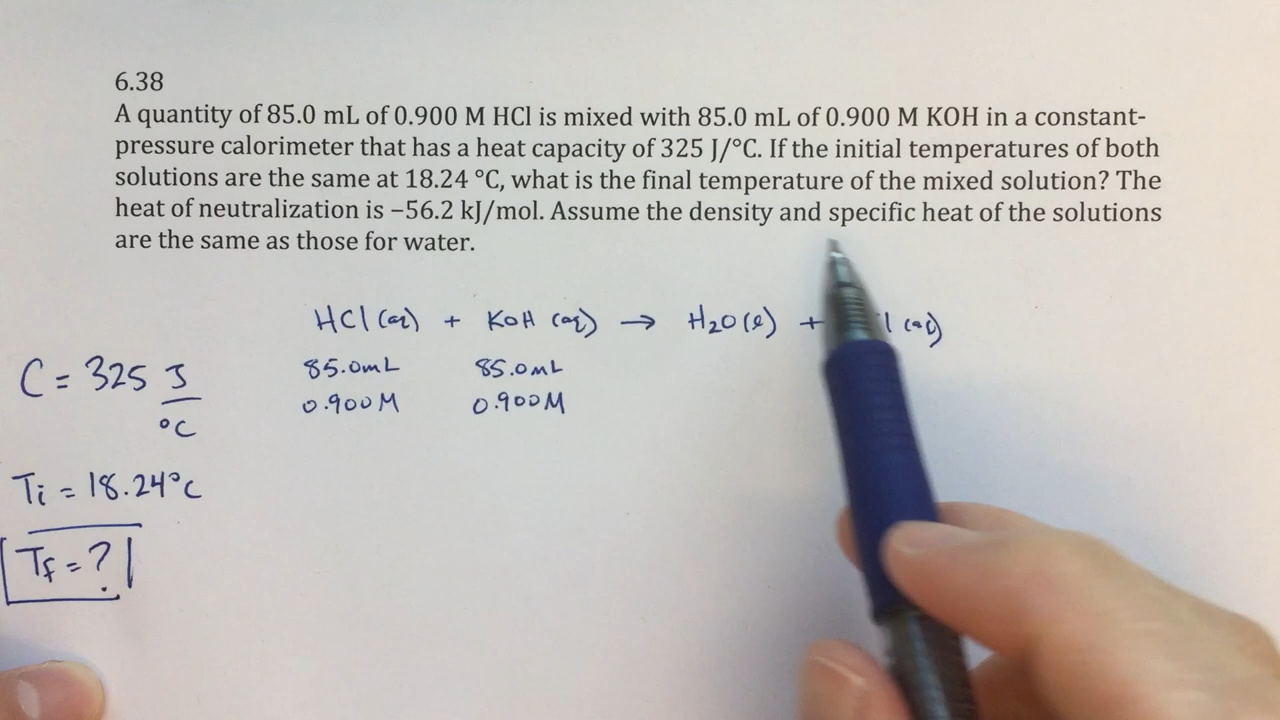 6.38
A quantity of 85.0 mL of 0.900 M HCl is mixed with 85.0 mL of 0.900 M KOH in a constant-
pressure calorimeter that has a heat capacity of 325 J/°C. If the initial temperatures of both
solutions are the same at 18.24 °C, what is the final temperature of the mixed solution? The
heat of neutralization is −56.2 kJ/mol. Assume the density and specific heat of the solutions
are the same as those for water.
HCl (aq) + KOH (aq) → H2O (l) + l (aq)
85.0mL 85.0mL
0.900M 0.900M
C = 325 J
°C
Ti = 18.24°C
Tf = ?